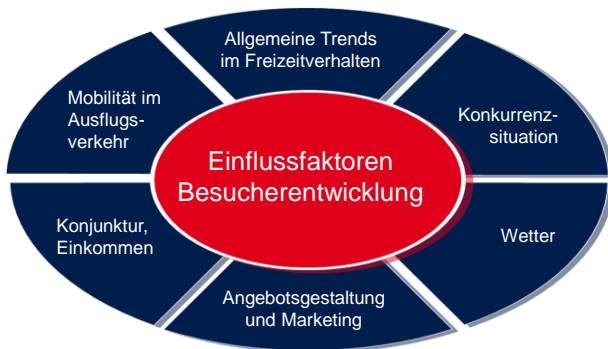 Allgemeine Trends
im Freizeitverhalten
Mobilität im
Ausflugs-
verkehr
Konkurrenz-
situation
Einflussfaktoren
Besucherentwicklung
Konjunktur,
Einkommen
Wetter
Angebotsgestaltung
und Marketing